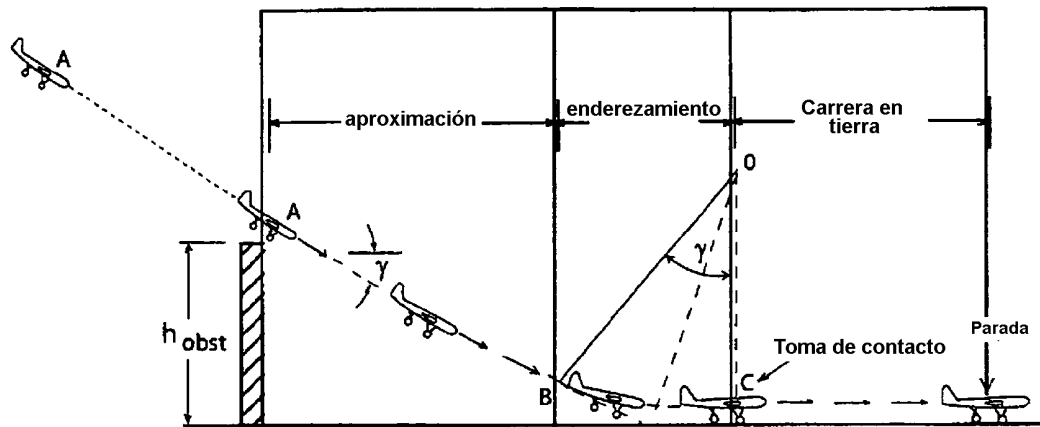 A
aproximación
enderezamiento
Carrera en
tierra
O
A
γ
γ
h obst
Parada
Toma de contacto
B
C